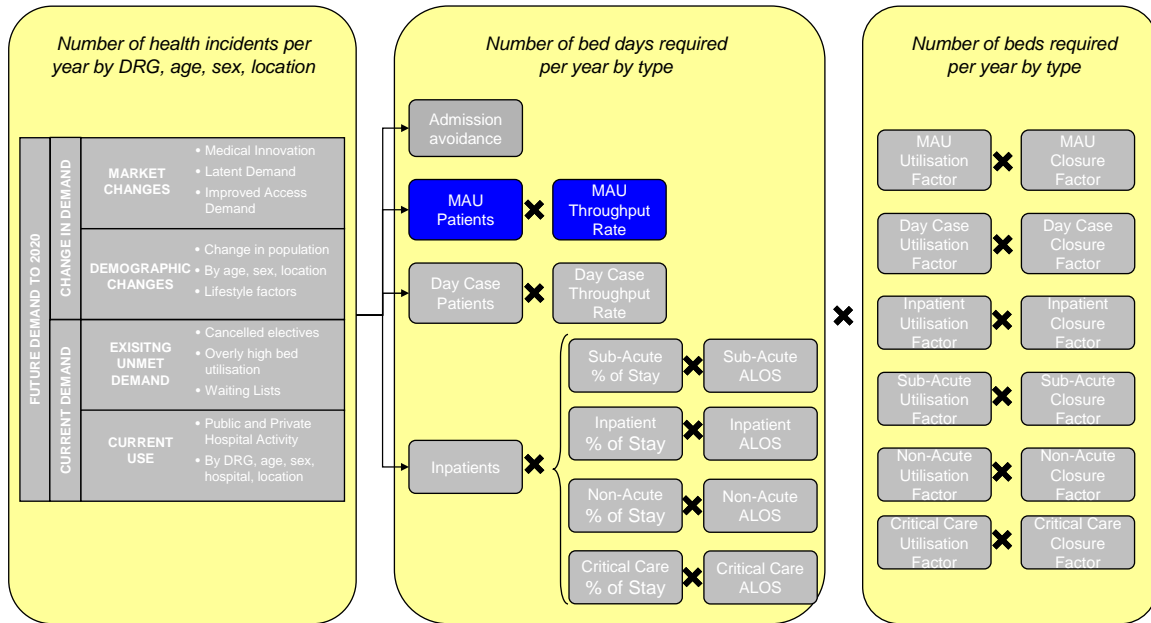 Number of health incidents per
year by DRG, age, sex, location
FUTURE DEMAND TO 2020
CHANGE IN DEMAND
MARKET
CHANGES
• Medical Innovation
• Latent Demand
• Improved Access
Demand
DEMOGRAPHIC
CHANGES
• Change in population
• By age, sex, location
• Lifestyle factors
CURRENT DEMAND
EXISITNG
UNMET
DEMAND
• Cancelled electives
• Overly high bed
utilisation
• Waiting Lists
CURRENT
USE
• Public and Private
Hospital Activity
• By DRG, age, sex,
hospital, location
Number of bed days required
per year by type
Admission
avoidance
MAU
Patients
MAU
Throughput
Rate
Day Case
Patients
Day Case
Throughput
Rate
Inpatients
Sub-Acute
% of Stay
Sub-Acute
ALOS
Inpatient
% of Stay
Inpatient
ALOS
Non-Acute
% of Stay
Non-Acute
ALOS
Critical Care
% of Stay
Critical Care
ALOS
Number of beds required
per year by type
MAU
Utilisation
Factor
MAU
Closure
Factor
Day Case
Utilisation
Factor
Day Case
Closure
Factor
Inpatient
Utilisation
Factor
Inpatient
Closure
Factor
Sub-Acute
Utilisation
Factor
Sub-Acute
Closure
Factor
Non-Acute
Utilisation
Factor
Non-Acute
Closure
Factor
Critical Care
Utilisation
Factor
Critical Care
Closure
Factor